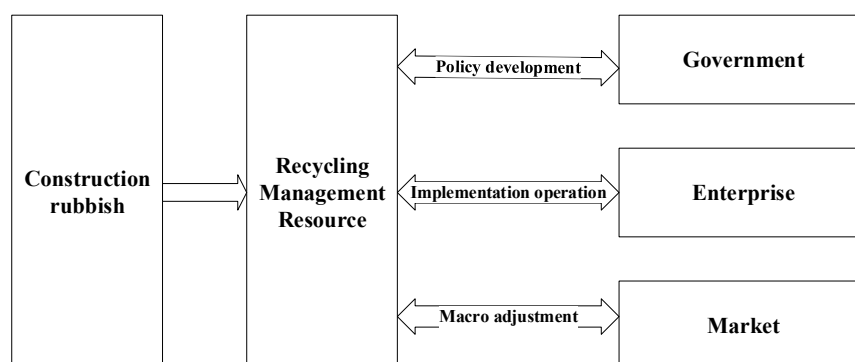 Construction
rubbish
Recycling
Management
Resource
Policy development
Implementation operation
Macro adjustment
Government
Enterprise
Market